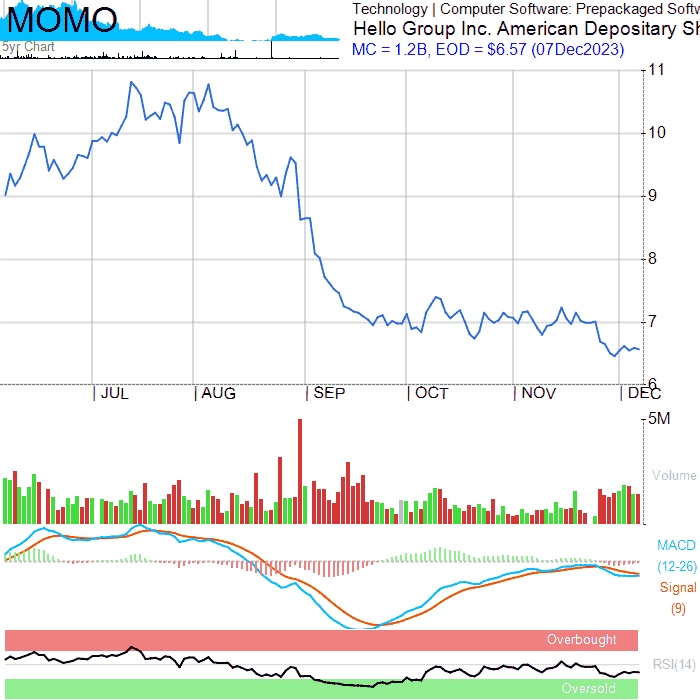 MOMO
5yr Chart
Technology | Computer Software: Prepackaged Softw
Hello Group Inc. American Depositary Sh
MC = 1.2B, EOD = $6.57 (07Dec2023)
11
10
9
8
7
6
JUL AUG SEP OCT NOV DEC
5M
Volume
MACD
(12-26)
Signal
(9)
Overbought
RSI(14)
Oversold